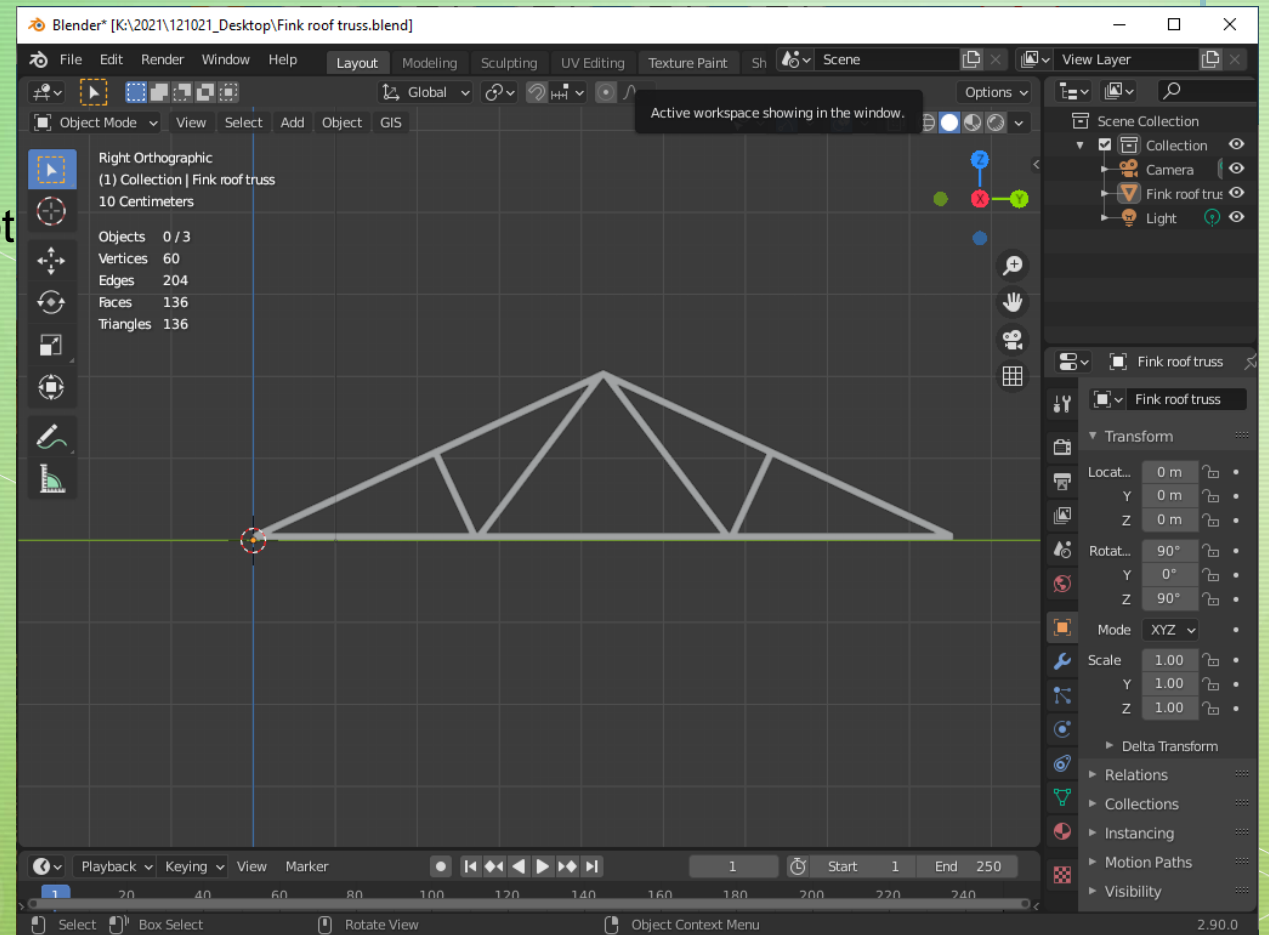 Blender* [K:\2021\121021_Desktop\Fink roof truss.blend]
File Edit Render Window Help Layout Modeling Sculpting UV Editing Texture Paint Sh Scene View Layer
Global Options
Object Mode View Select Add Object GIS
Active workspace showing in the window.
Right Orthographic
(1) Collection | Fink roof truss
10 Centimeters
Objects 0 / 3
Vertices 60
Edges 204
Faces 136
Triangles 136
Z
X
Y
Scene Collection
Collection
Camera
Fink roof trus
Light
Fink roof truss
Fink roof truss
Transform
Locat... 0 m
Y 0 m
Z 0 m
Rotat... 90°
Y 0°
Z 90°
Mode XYZ
Scale 1.00
Y 1.00
Z 1.00
Delta Transform
Relations
Collections
Instancing
Motion Paths
Visibility
Playback Keying View Marker 1 Start 1 End 250
1 20 40 60 80 100 120 140 160 180 200 220 240
Select Box Select Rotate View Object Context Menu 2.90.0